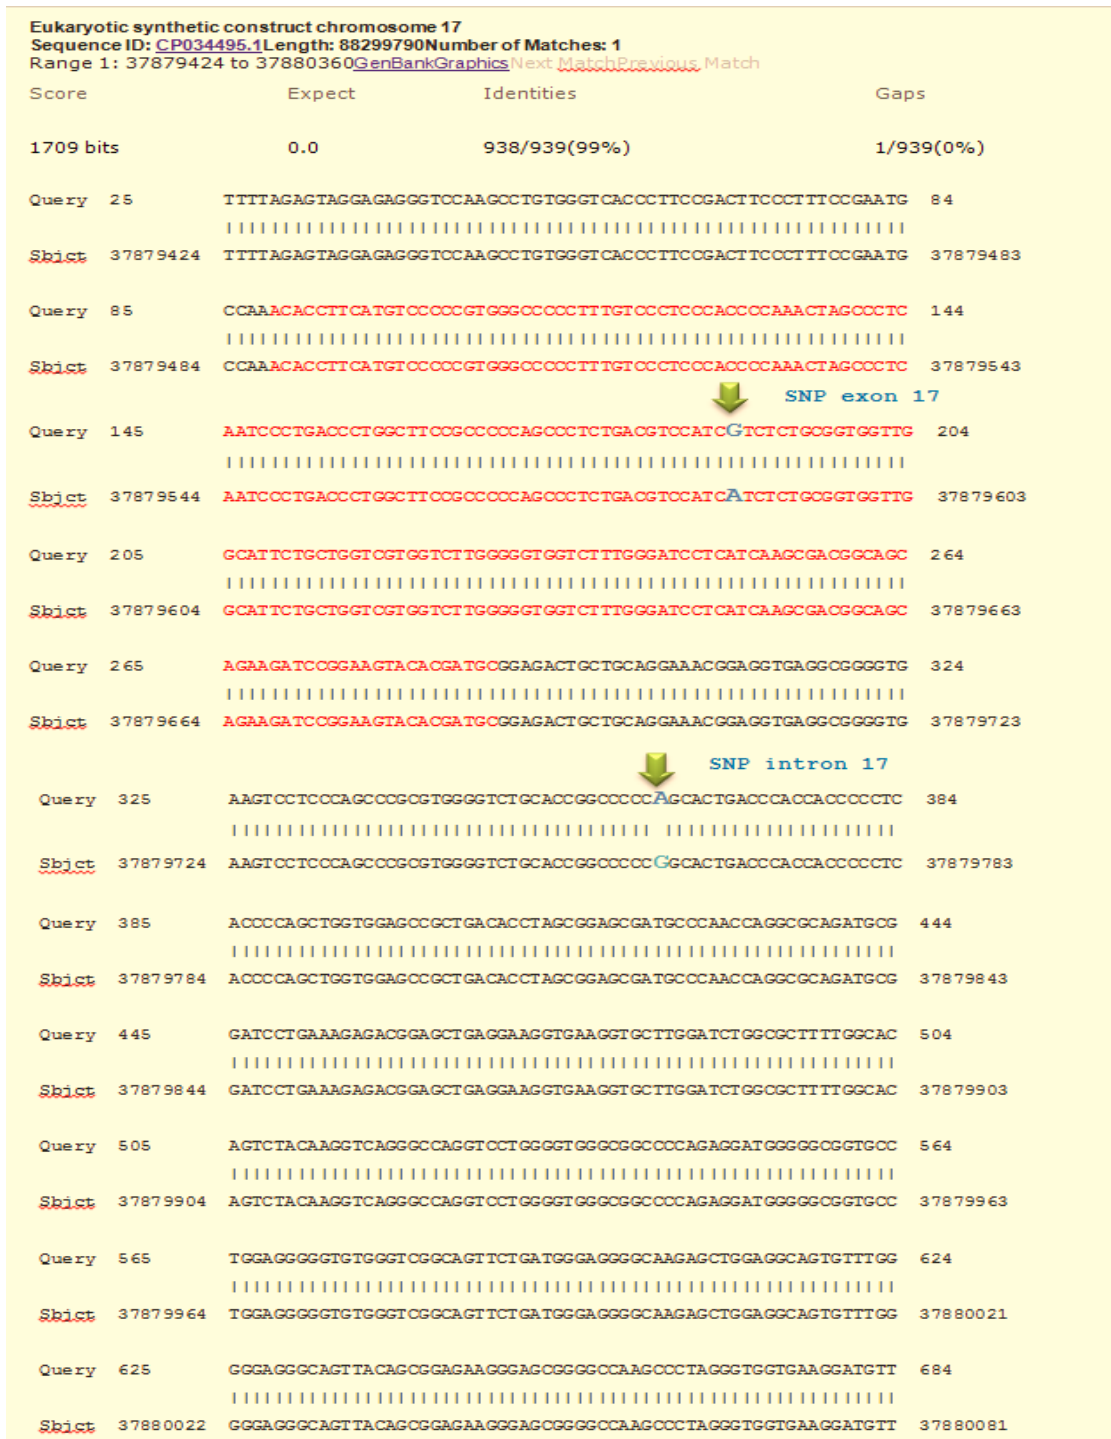 Eukaryotic synthetic construct chromosome 17
Sequence ID: CP034495.1Length: 88299790Number of Matches: 1
Range 1: 37879424 to 37880360GenBankGraphicsNext MatchPrevious Match
Score Expect Identities Gaps
1709 bits 0.0 938/939(99%) 1/939(0%)
Query 25 TTTTAGAGTAGGAGAGGGTCCAAGCCTGTGGGTCACCCTTCCGACTTCCCTTTCCGAATG 84
||||||||||||||||||||||||||||||||||||||||||||||||||||||||||||
Sbjct 37879424 TTTTAGAGTAGGAGAGGGTCCAAGCCTGTGGGTCACCCTTCCGACTTCCCTTTCCGAATG 37879483
Query 85 CCAAACACCTTCATGTCCCCCGTGGGCCCCCTTTGTCCCTCCCACCCCAAACTAGCCCTC 144
||||||||||||||||||||||||||||||||||||||||||||||||||||||||||||
Sbjct 37879484 CCAAACACCTTCATGTCCCCCGTGGGCCCCCTTTGTCCCTCCCACCCCAAACTAGCCCTC 37879543
SNP exon 17
Query 145 AATCCCTGACCCTGGCTTCCGCCCCCAGCCCTCTGACGTCCATCGTCTCTGCGGTGGTTG 204
||||||||||||||||||||||||||||||||||||||||||||||||||||||||||||
Sbjct 37879544 AATCCCTGACCCTGGCTTCCGCCCCCAGCCCTCTGACGTCCATCATCTCTGCGGTGGTTG 37879603
Query 205 GCATTCTGCTGGTCGTGGTCTTGGGGGTGGTCTTTGGGATCCTCATCAAGCGACGGCAGC 264
||||||||||||||||||||||||||||||||||||||||||||||||||||||||||||
Sbjct 37879604 GCATTCTGCTGGTCGTGGTCTTGGGGGTGGTCTTTGGGATCCTCATCAAGCGACGGCAGC 37879663
Query 265 AGAAGATCCGGAAGTACACGATGCGGAGACTGCTGCAGGAAACGGAGGTGAGGCGGGGTG 324
||||||||||||||||||||||||||||||||||||||||||||||||||||||||||||
Sbjct 37879664 AGAAGATCCGGAAGTACACGATGCGGAGACTGCTGCAGGAAACGGAGGTGAGGCGGGGTG 37879723
SNP intron 17
Query 325 AAGTCCTCCCAGCCCGCGTGGGGTCTGCACCGGCCCCCAGCACTGACCCACCACCCCCTC 384
|||||||||||||||||||||||||||||||||||||| |||||||||||||||||||||
Sbjct 37879724 AAGTCCTCCCAGCCCGCGTGGGGTCTGCACCGGCCCCCGGCACTGACCCACCACCCCCTC 37879783
Query 385 ACCCCAGCTGGTGGAGCCGCTGACACCTAGCGGAGCGATGCCCAACCAGGCGCAGATGCG 444
||||||||||||||||||||||||||||||||||||||||||||||||||||||||||||
Sbjct 37879784 ACCCCAGCTGGTGGAGCCGCTGACACCTAGCGGAGCGATGCCCAACCAGGCGCAGATGCG 37879843
Query 445 GATCCTGAAAGAGACGGAGCTGAGGAAGGTGAAGGTGCTTGGATCTGGCGCTTTTGGCAC 504
||||||||||||||||||||||||||||||||||||||||||||||||||||||||||||
Sbjct 37879844 GATCCTGAAAGAGACGGAGCTGAGGAAGGTGAAGGTGCTTGGATCTGGCGCTTTTGGCAC 37879903
Query 505 AGTCTACAAGGTCAGGGCCAGGTCCTGGGGTGGGCGGCCCCAGAGGATGGGGGCGGTGCC 564
||||||||||||||||||||||||||||||||||||||||||||||||||||||||||||
Sbjct 37879904 AGTCTACAAGGTCAGGGCCAGGTCCTGGGGTGGGCGGCCCCAGAGGATGGGGGCGGTGCC 37879963
Query 565 TGGAGGGGGTGTGGGTCGGCAGTTCTGATGGGAGGGGCAAGAGCTGGAGGCAGTGTTTGG 624
||||||||||||||||||||||||||||||||||||||||||||||||||||||||||||
Sbjct 37879964 TGGAGGGGGTGTGGGTCGGCAGTTCTGATGGGAGGGGCAAGAGCTGGAGGCAGTGTTTGG 37880021
Query 625 GGGAGGGCAGTTACAGCGGAGAAGGGAGCGGGGCCAAGCCCTAGGGTGGTGAAGGATGTT 684
||||||||||||||||||||||||||||||||||||||||||||||||||||||||||||
Sbjct 37880022 GGGAGGGCAGTTACAGCGGAGAAGGGAGCGGGGCCAAGCCCTAGGGTGGTGAAGGATGTT 37880081